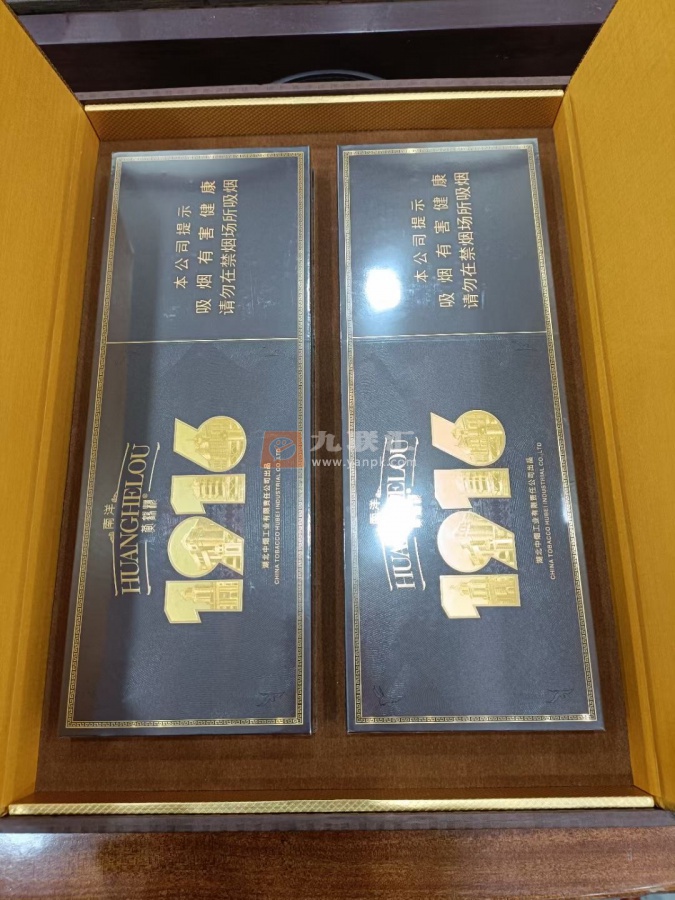 本公司提示
吸烟有害健康
请勿在禁烟场所吸烟
南洋
HUANGHELOU
黄鹤楼
1916
湖北中烟工业有限责任公司出品
CHINA TOBACCO HUBEI INDUSTRIAL CO.,LTD
本公司提示
吸烟有害健康
请勿在禁烟场所吸烟
南洋
HUANGHELOU
1916
湖北中烟工业有限责任公司出品
CHINA TOBACCO HUBEI INDUSTRIAL CO.,LTD
九联汇
www.yanpk.com